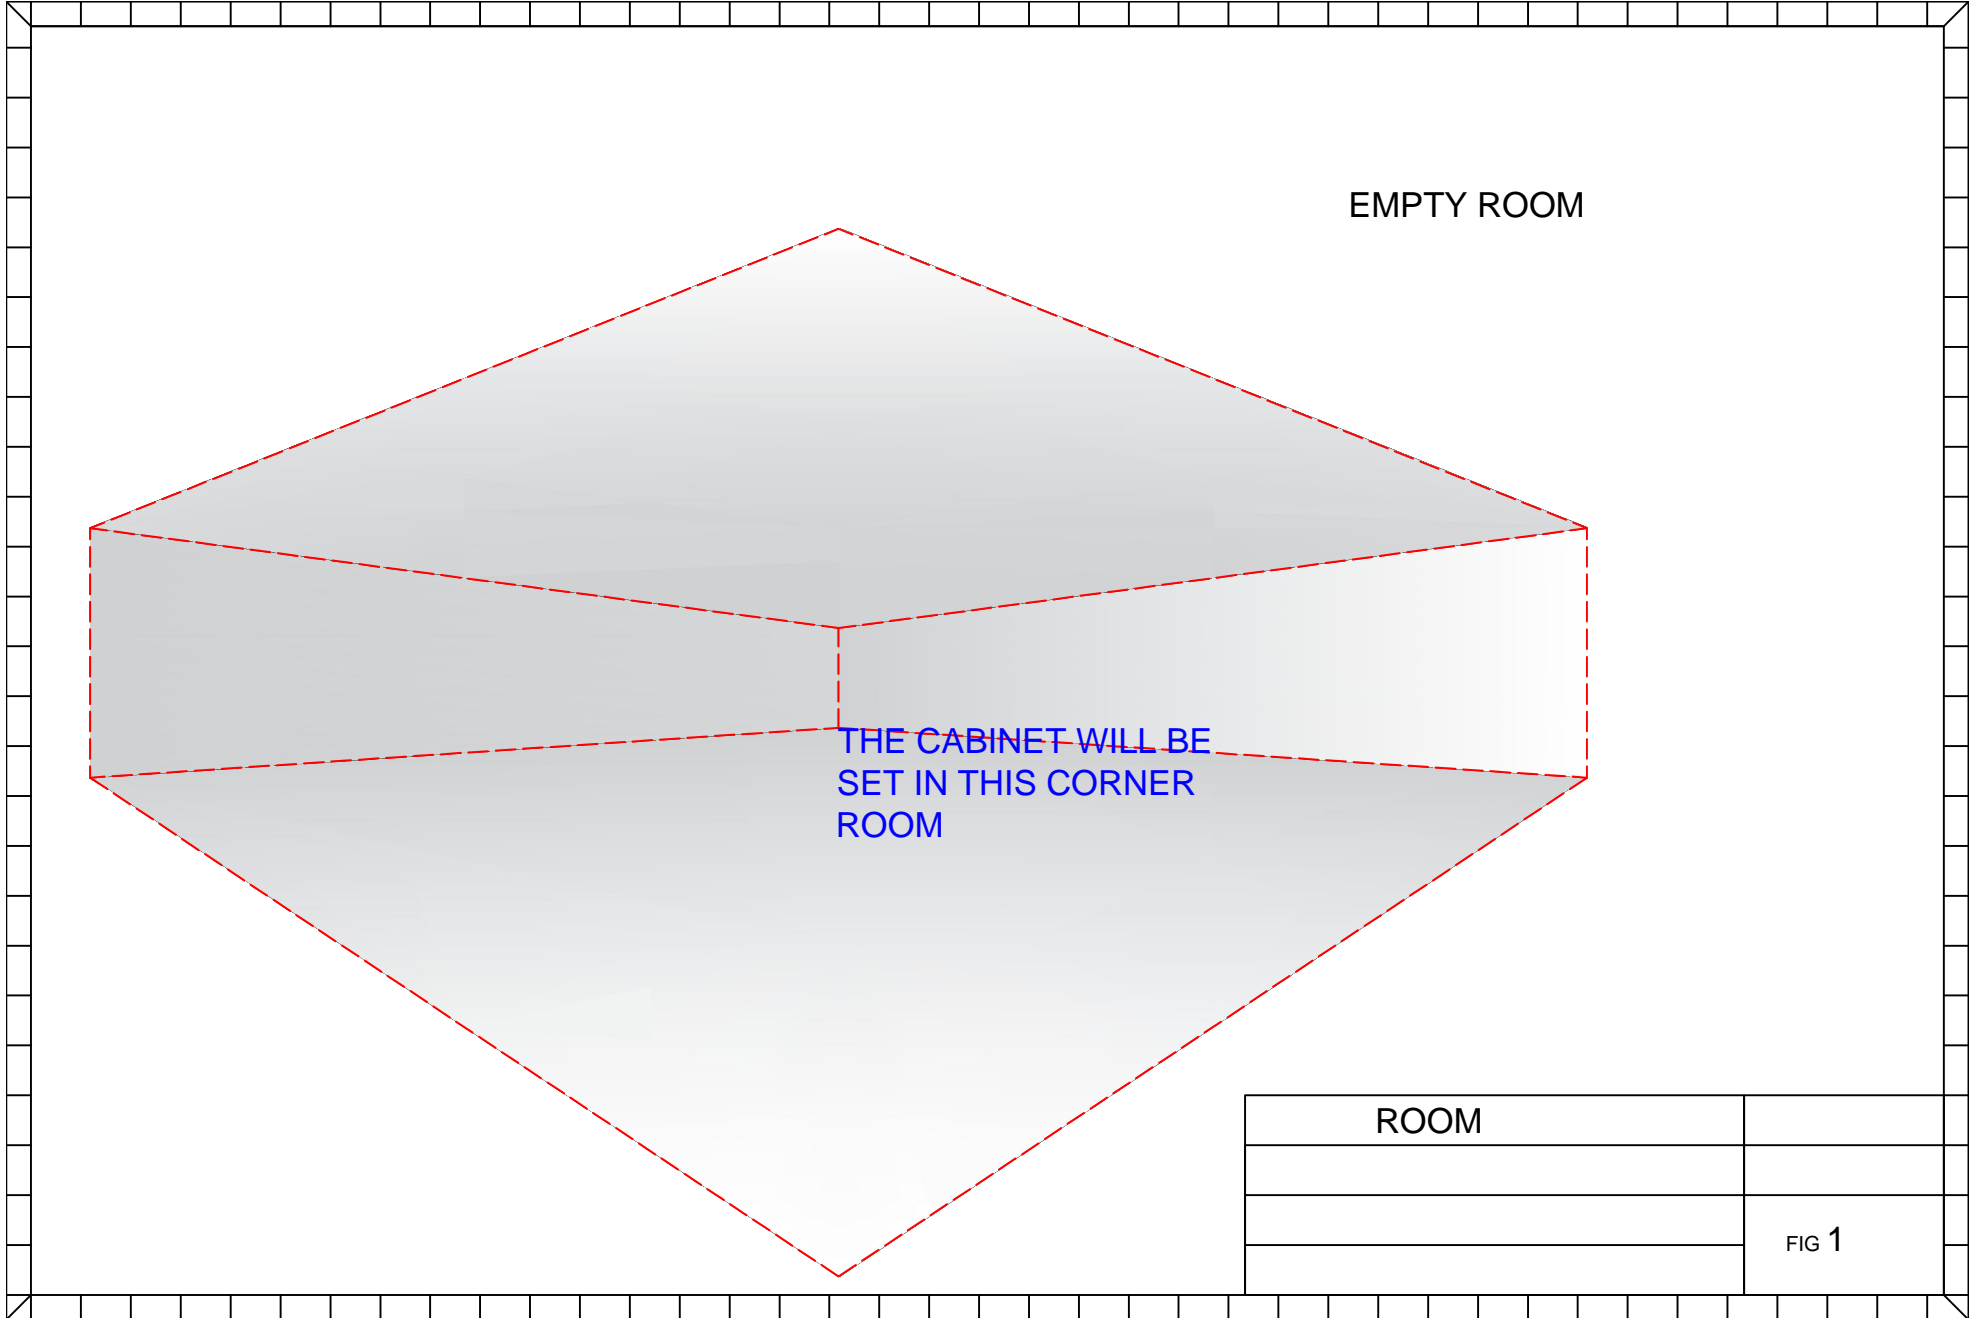 EMPTY ROOM
THE CABINET WILL BE
SET IN THIS CORNER
ROOM
ROOM
FIG 1